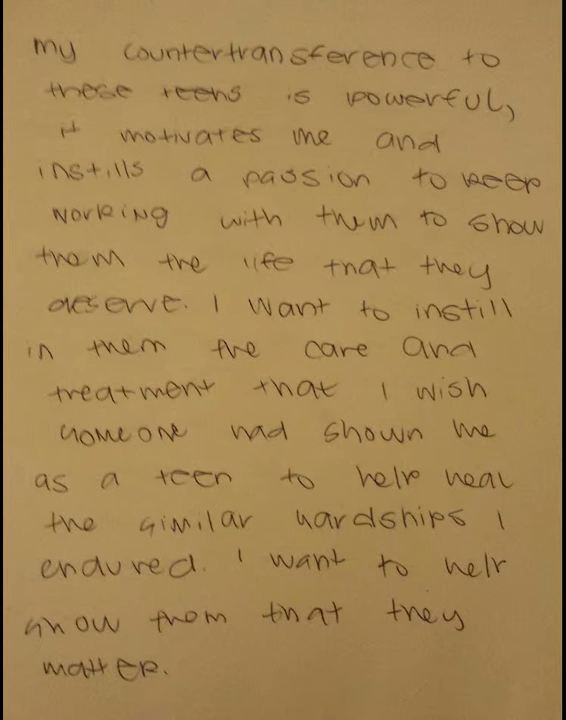 my countertransference to
these teens is powerful,
it motivates me and
instills a passion to keep
working with them to show
them the life that they
deserve. I want to instill
in them the care and
treatment that I wish
someone had shown me
as a teen to help heal
the similar hardships I
endured. I want to help
show them that they
matter.